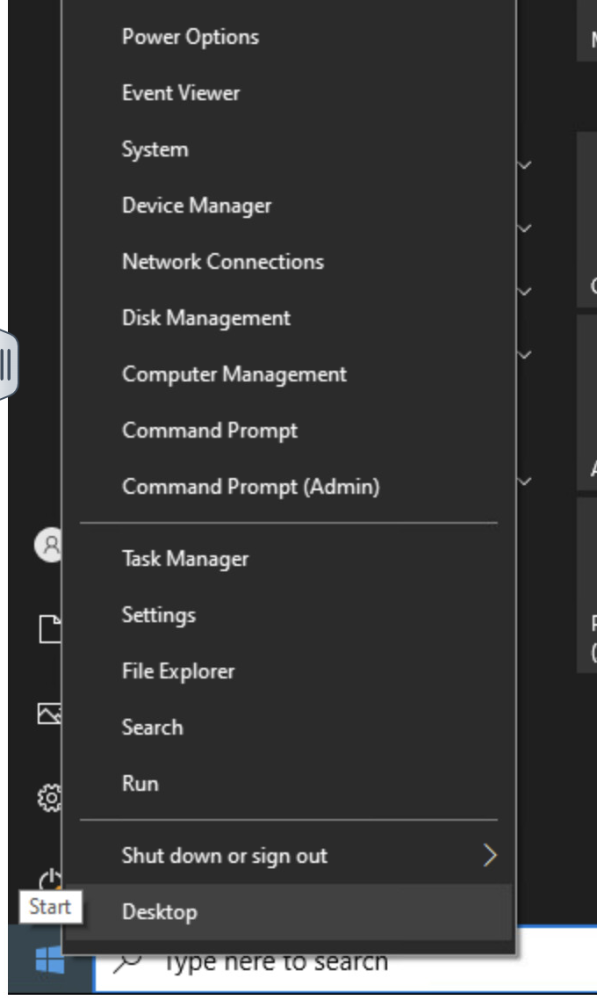 Power Options
Event Viewer
System
Device Manager
Network Connections
Disk Management
Computer Management
Command Prompt
Command Prompt (Admin)
Task Manager
Settings
File Explorer
Search
Run
Shut down or sign out
Start
Desktop
Type here to search